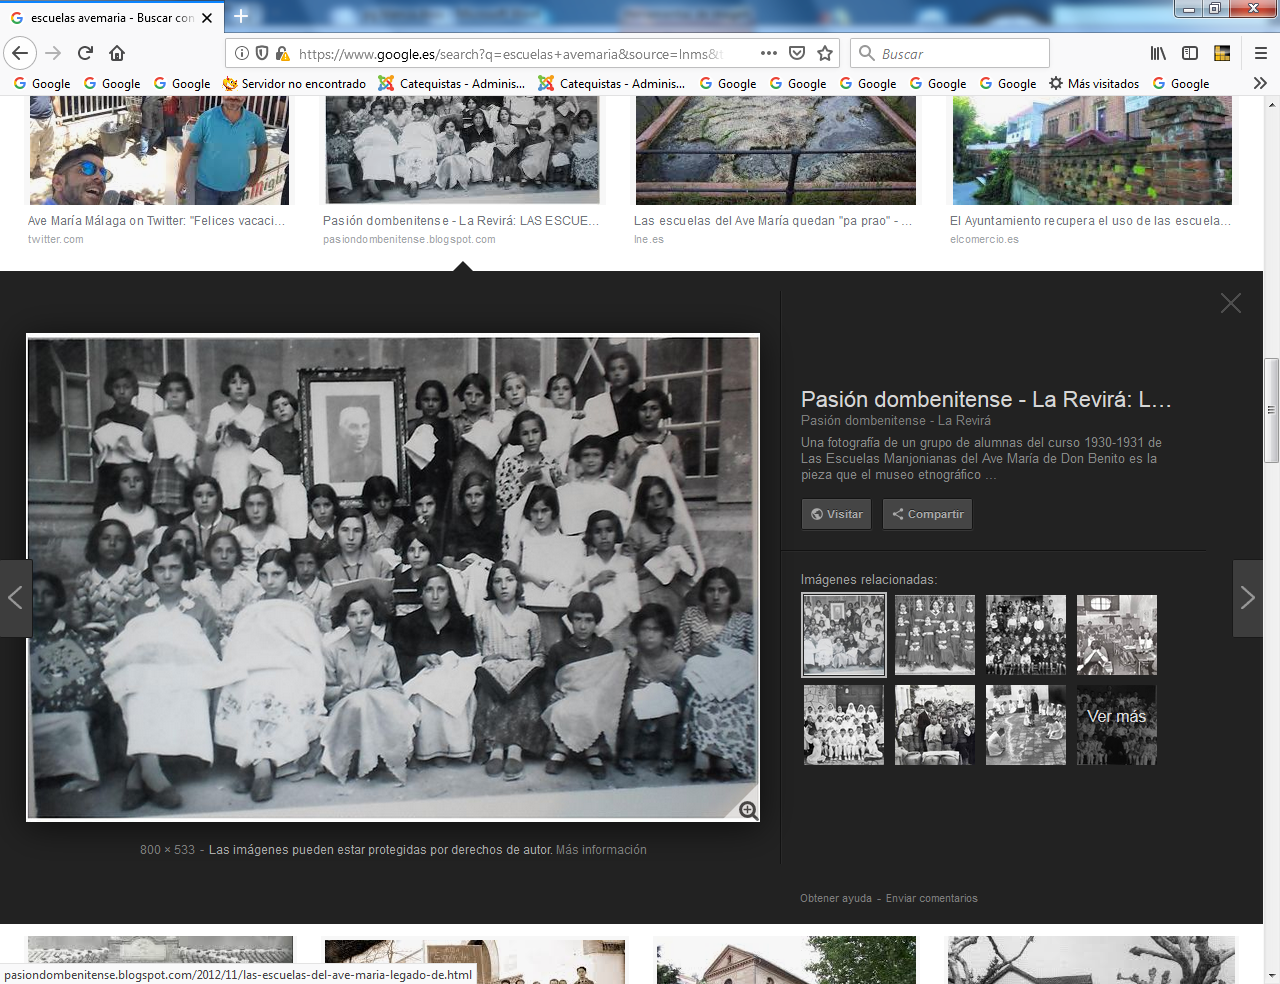 escuelas avemaria - Buscar con
https://www.google.es/search?q=escuelas+avemaria&source=lnms&t
Buscar
Google
Google
Google
Servidor no encontrado
Catequistas - Adminis...
Catequistas - Adminis...
Google
Google
Google
Google
Google
Más visitados
Google
Ave María Málaga on Twitter: "Felices vacaci...
twitter.com
Pasión dombenitense - La Revirá: LAS ESCUE...
pasiondombenitense.blogspot.com
Las escuelas del Ave María quedan "pa prao" - ...
lne.es
El Ayuntamiento recupera el uso de las escuela...
elcomercio.es
Pasión dombenitense - La Revirá: L...
Pasión dombenitense - La Revirá
Una fotografía de un grupo de alumnas del curso 1930-1931 de
Las Escuelas Manjonianas del Ave María de Don Benito es la
pieza que el museo etnográfico ...
Visitar
Compartir
Imágenes relacionadas:
Ver más
800 × 533 - Las imágenes pueden estar protegidas por derechos de autor. Más información
Obtener ayuda - Enviar comentarios
pasiondombenitense.blogspot.com/2012/11/las-escuelas-del-ave-maria-legado-de.html